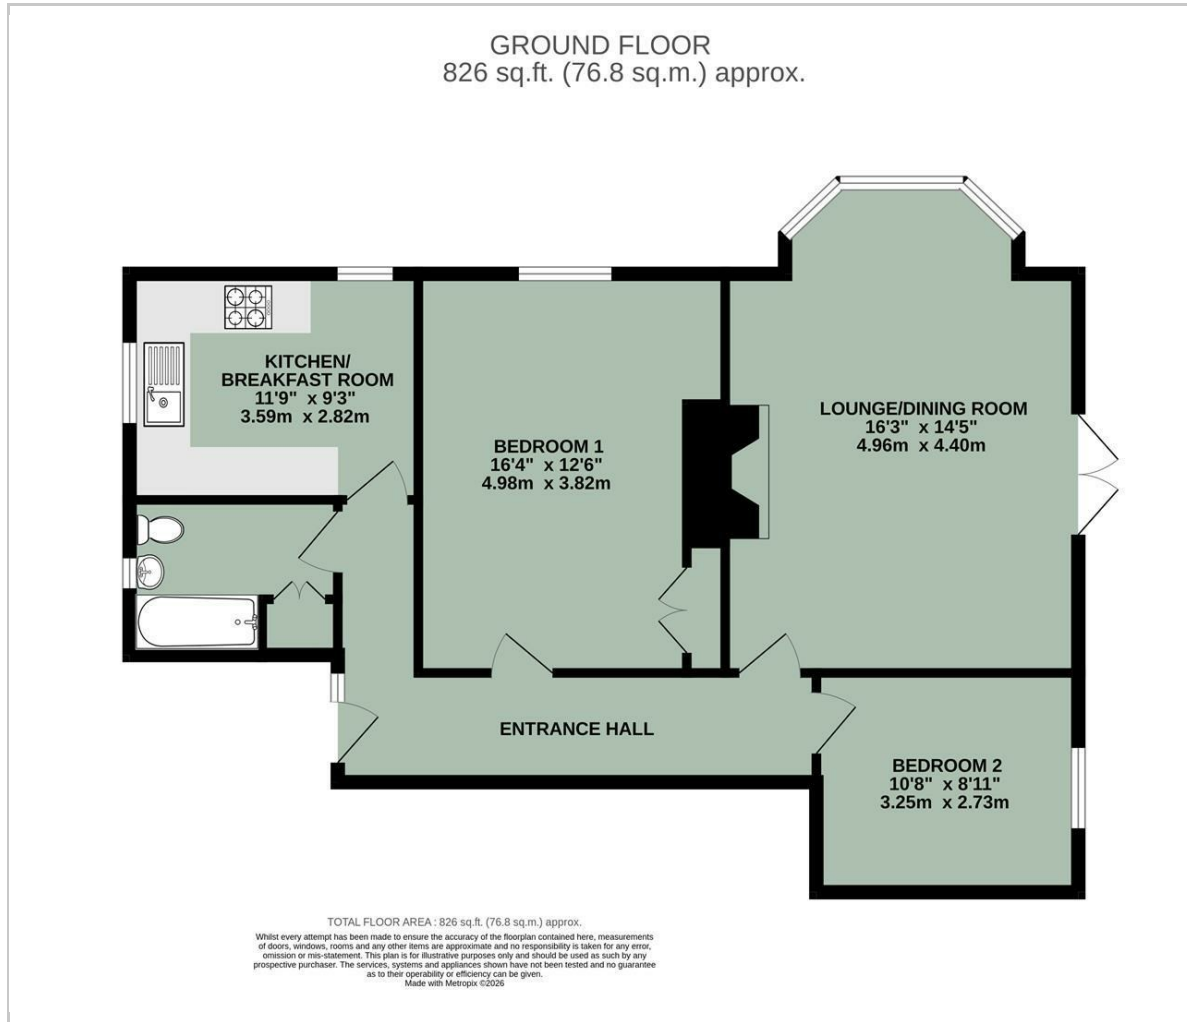 GROUND FLOOR
826 sq.ft. (76.8 sq.m.) approx.
KITCHEN/
BREAKFAST ROOM
11'9" x 9'3"
3.59m x 2.82m
BEDROOM 1
16'4" x 12'6"
4.98m x 3.82m
LOUNGE/DINING ROOM
16'3" x 14'5"
4.96m x 4.40m
ENTRANCE HALL
BEDROOM 2
10'8" x 8'11"
3.25m x 2.73m
TOTAL FLOOR AREA : 826 sq.ft. (76.8 sq.m.) approx.
Whilst every attempt has been made to ensure the accuracy of the floorplan contained here, measurements
of doors, windows, rooms and any other items are approximate and no responsibility is taken for any error,
omission or mis-statement. This plan is for illustrative purposes only and should be used as such by any
prospective purchaser. The services, systems and appliances shown have not been tested and no guarantee
as to their operability or efficiency can be given.
Made with Metropix ©2026